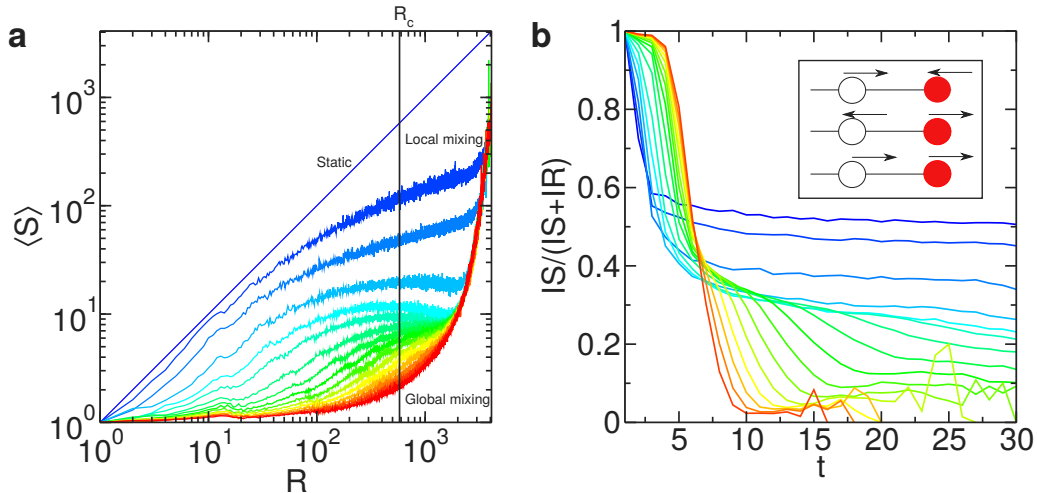 a
R_c
10^3
10^2
10^1
10^0
⟨S⟩
Static
Local mixing
Global mixing
10^0
10^1
10^2
10^3
R
b
1
0.8
0.6
0.4
0.2
0
IS/(IS+IR)
5
10
15
20
25
30
t